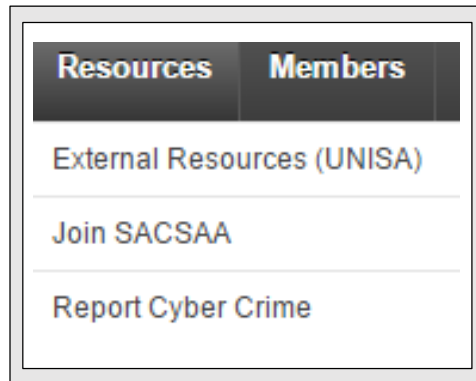 Resources Members
External Resources (UNISA)
Join SACSAA
Report Cyber Crime